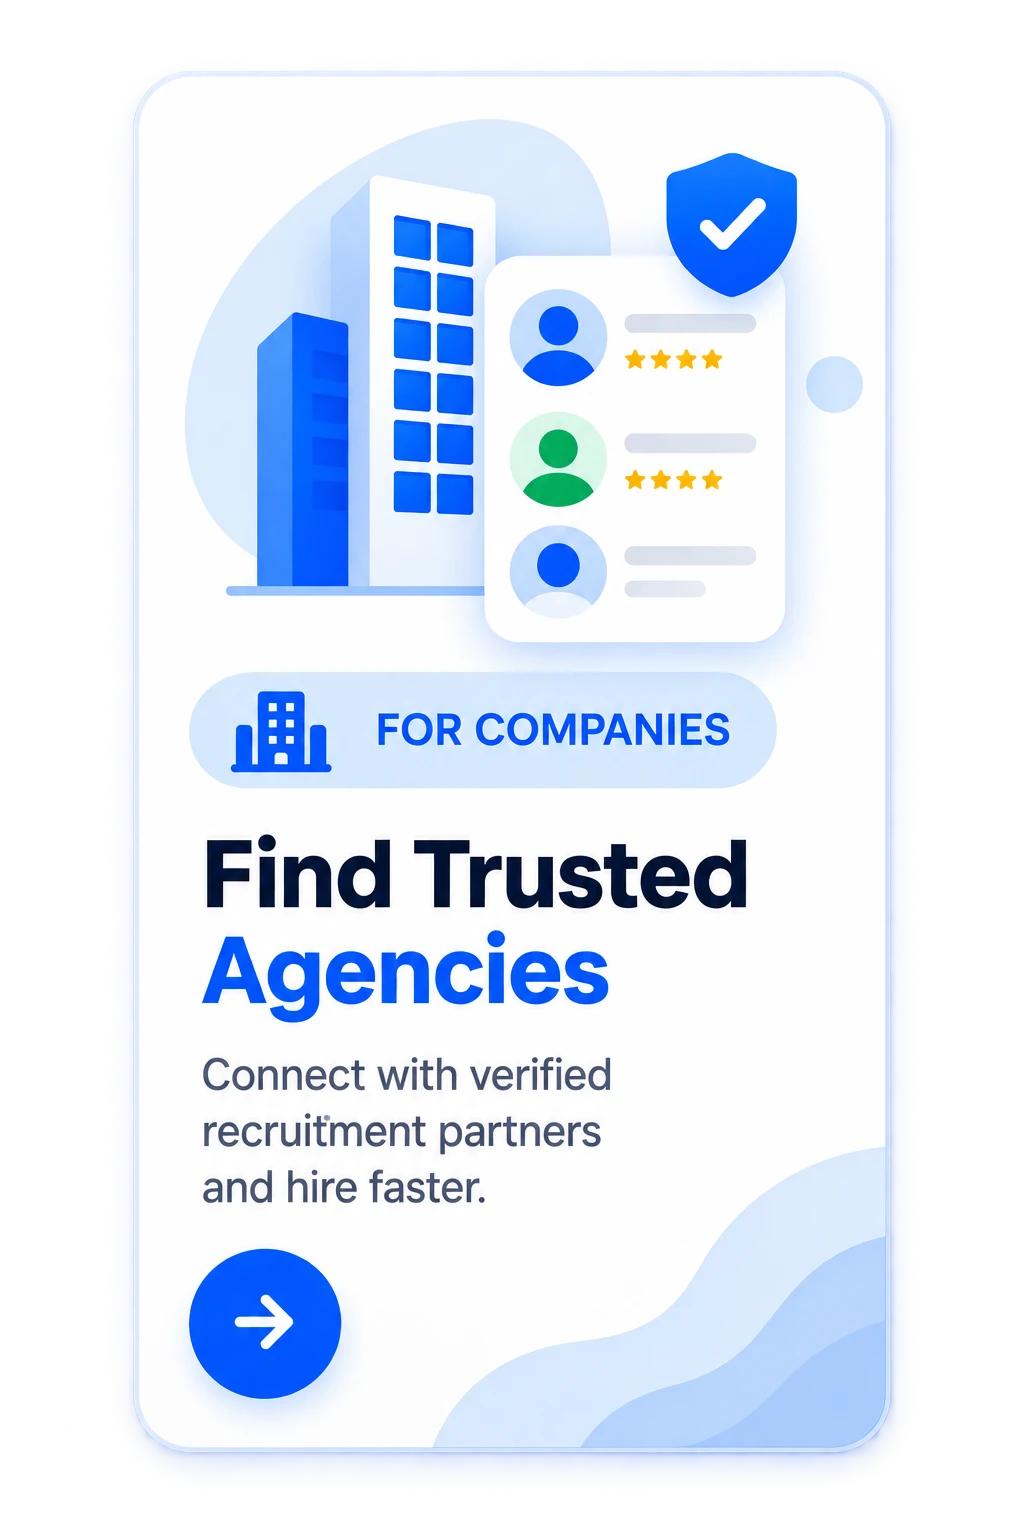 FOR COMPANIES
Find Trusted
Agencies
Connect with verified
recruitment partners
and hire faster.